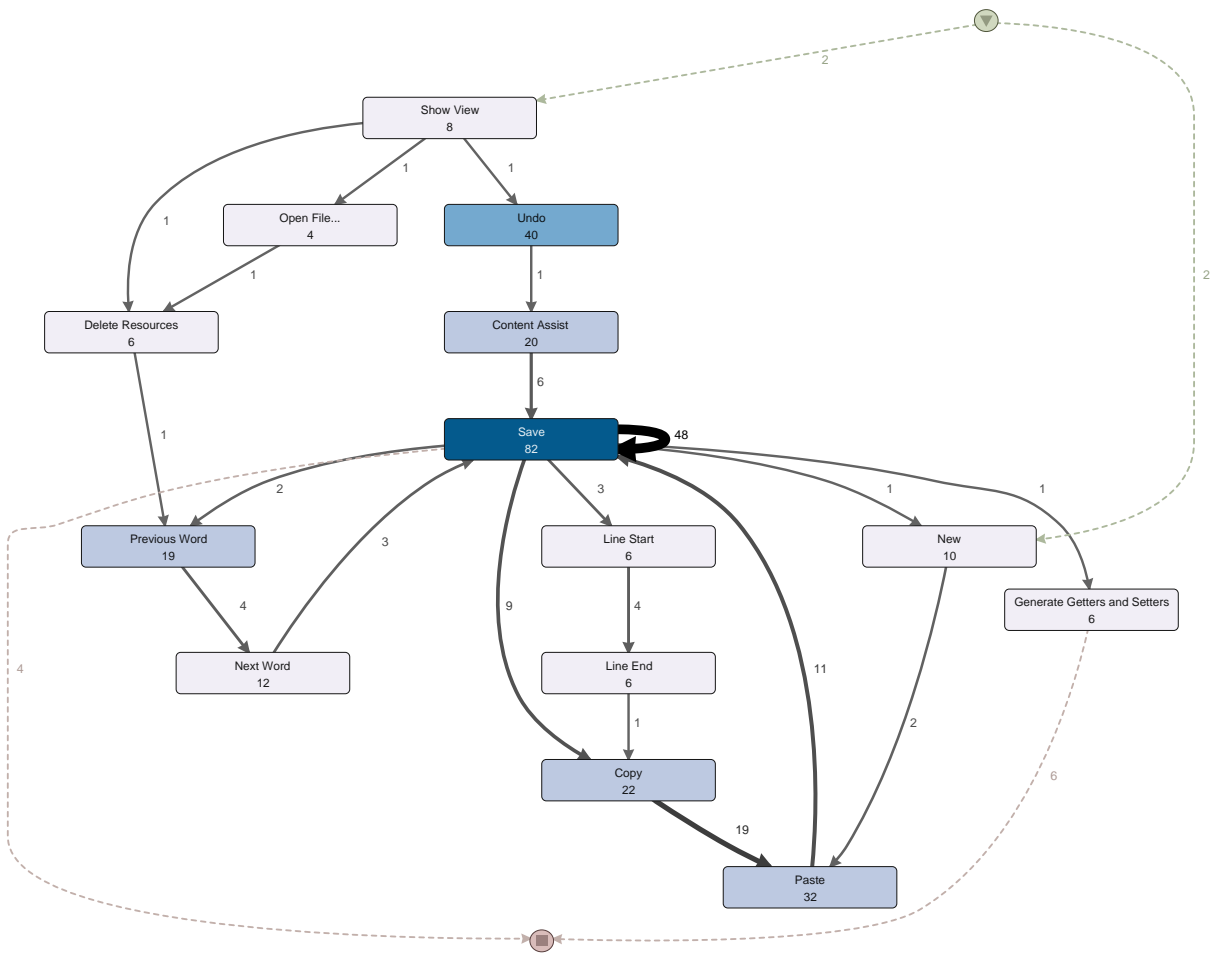 2
Show View
8
1
1
1
Open File...
4
Undo
40
2
1
1
Delete Resources
6
Content Assist
20
6
1
Save
82
48
2
3
1
1
Previous Word
19
3
Line Start
6
New
10
4
9
4
Generate Getters and Setters
6
4
Next Word
12
Line End
6
11
1
2
Copy
22
6
19
Paste
32